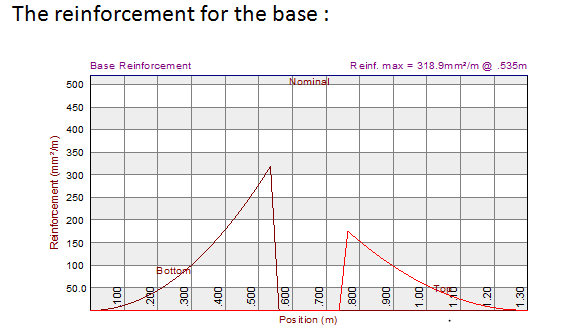 The reinforcement for the base :
Base Reinforcement
Reinf. max = 318.9mm²/m @ .535m
Nominal
500
450
400
350
300
250
200
150
100
50.0
Reinforcement (mm²/m)
Bottom
Top
.100
.200
.300
.400
.500
.600
.700
.800
.900
1.00
1.10
1.20
1.30
Position (m)